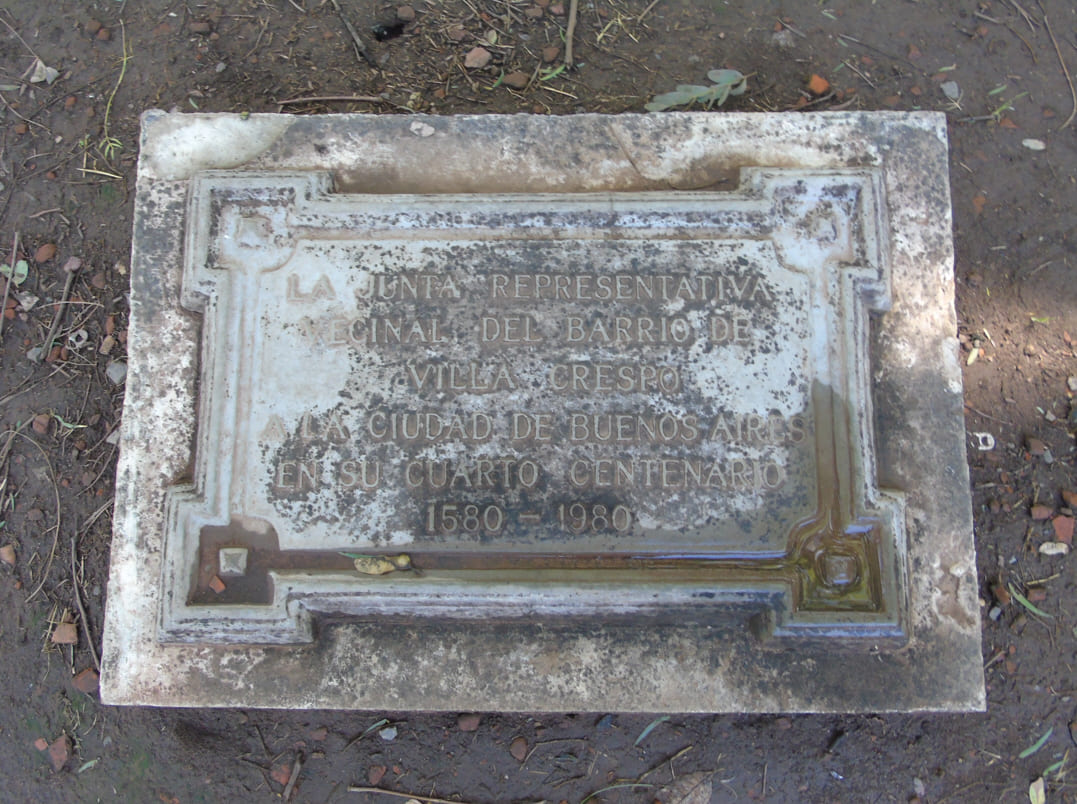 LA JUNTA REPRESENTATIVA
VECINAL DEL BARRIO DE
VILLA CRESPO
A LA CIUDAD DE BUENOS AIRES
EN SU CUARTO CENTENARIO
1580 - 1980